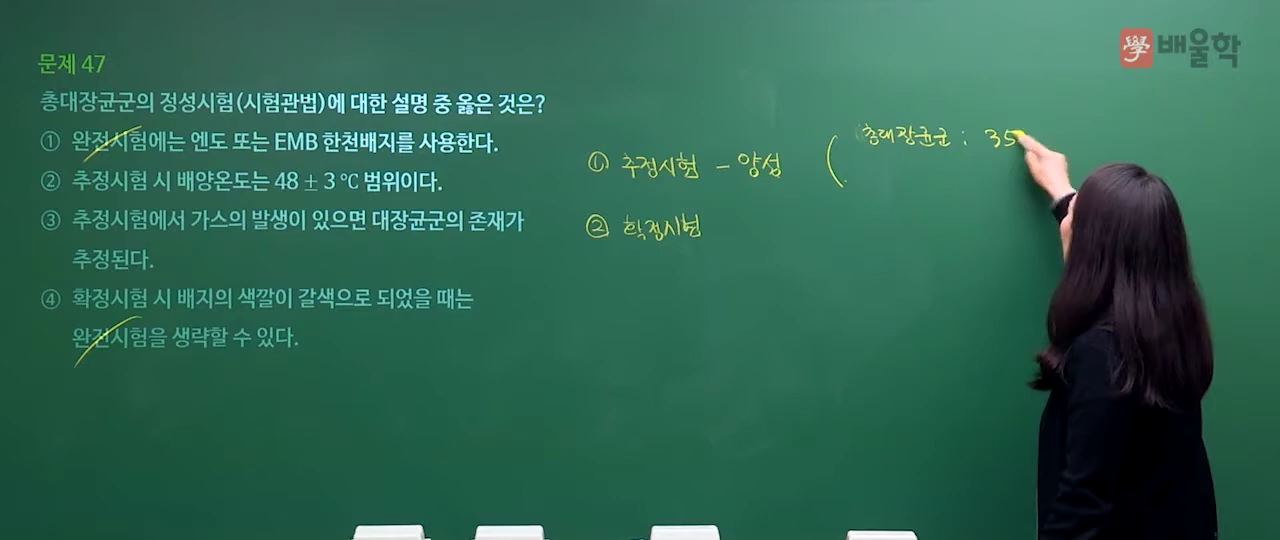 學 배울학
문제 47
총대장균군의 정성시험(시험관법)에 대한 설명 중 옳은 것은?
① 완전시험에는 엔도 또는 EMB 한천배지를 사용한다.
② 추정시험 시 배양온도는 48 ± 3 ℃ 범위이다.
③ 추정시험에서 가스의 발생이 있으면 대장균군의 존재가
추정된다.
④ 확정시험 시 배지의 색깔이 갈색으로 되었을 때는
완전시험을 생략할 수 있다.
① 추정시험 - 양성 (
총대장균군 : 35
② 확정시험